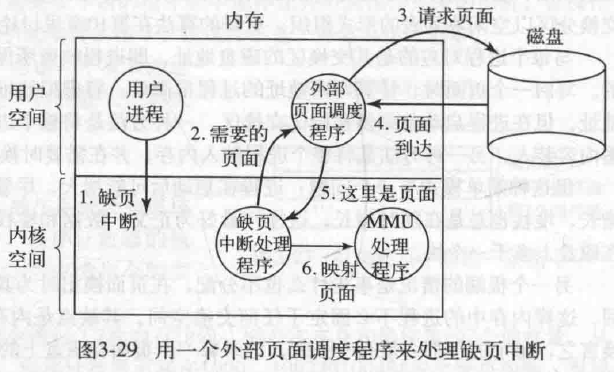 内存
3. 请求页面
磁盘
用户
空间
用户
进程
外部
页面调度
程序
2. 需要的
页面
4. 页面
到达
1. 缺页
中断
5. 这里是页面
内核
空间
缺页
中断处理
程序
MMU
处理
程序
6. 映射
页面
图3-29 用一个外部页面调度程序来处理缺页中断